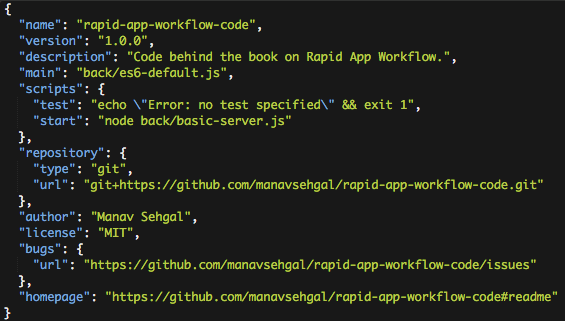 {
  "name": "rapid-app-workflow-code",
  "version": "1.0.0",
  "description": "Code behind the book on Rapid App Workflow.",
  "main": "back/es6-default.js",
  "scripts": {
    "test": "echo \"Error: no test specified\" && exit 1",
    "start": "node back/basic-server.js"
  },
  "repository": {
    "type": "git",
    "url": "git+https://github.com/manavsehgal/rapid-app-workflow-code.git"
  },
  "author": "Manav Sehgal",
  "license": "MIT",
  "bugs": {
    "url": "https://github.com/manavsehgal/rapid-app-workflow-code/issues"
  },
  "homepage": "https://github.com/manavsehgal/rapid-app-workflow-code#readme"
}